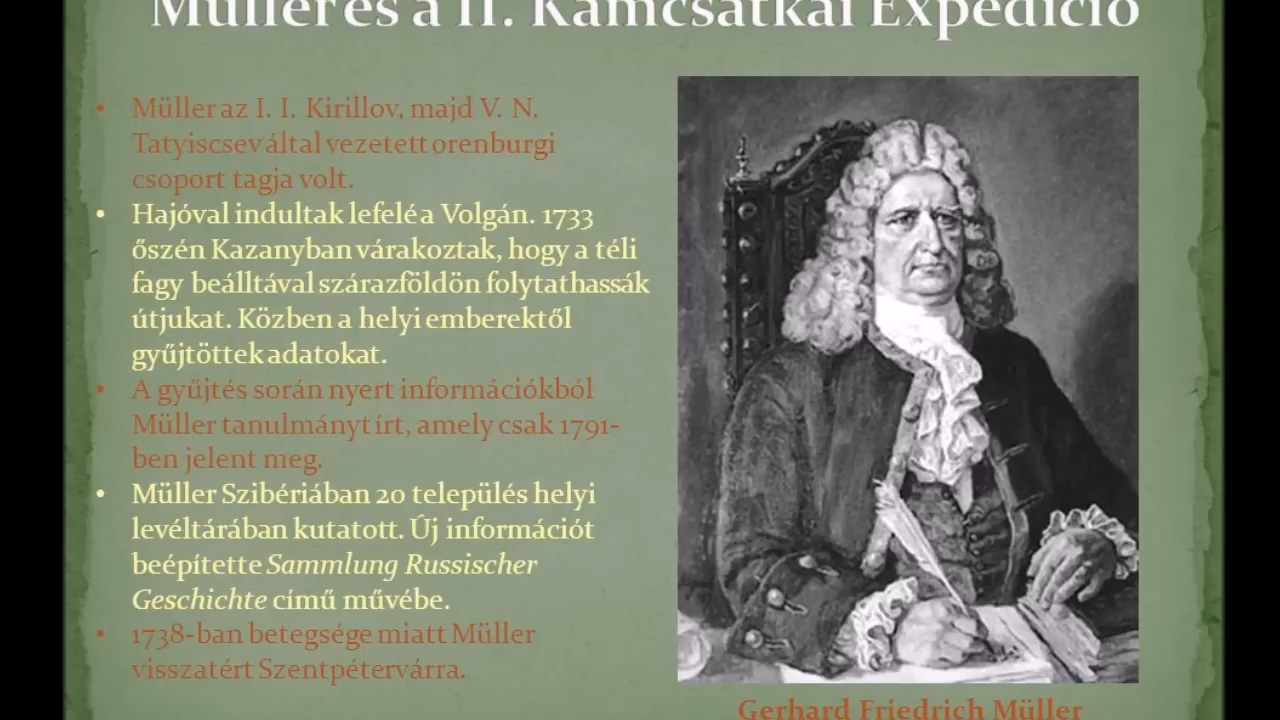 Müller és a II. Kamcsatkai Expedíció
• Müller az I. I. Kirillov, majd V. N.
Tatyiscsev által vezetett orenburgi
csoport tagja volt.
• Hajóval indultak lefelé a Volgán. 1733
őszén Kazanyban várakoztak, hogy a téli
fagy beálltával szárazföldön folytathassák
útjukat. Közben a helyi emberektől
gyűjtöttek adatokat.
• A gyűjtés során nyert információkból
Müller tanulmányt írt, amely csak 1791-
ben jelent meg.
• Müller Szibériában 20 település helyi
levéltárában kutatott. Új információt
beépítette Sammlung Russischer
Geschichte című művébe.
• 1738-ban betegsége miatt Müller
visszatért Szentpétervárra.
Gerhard Friedrich Müller